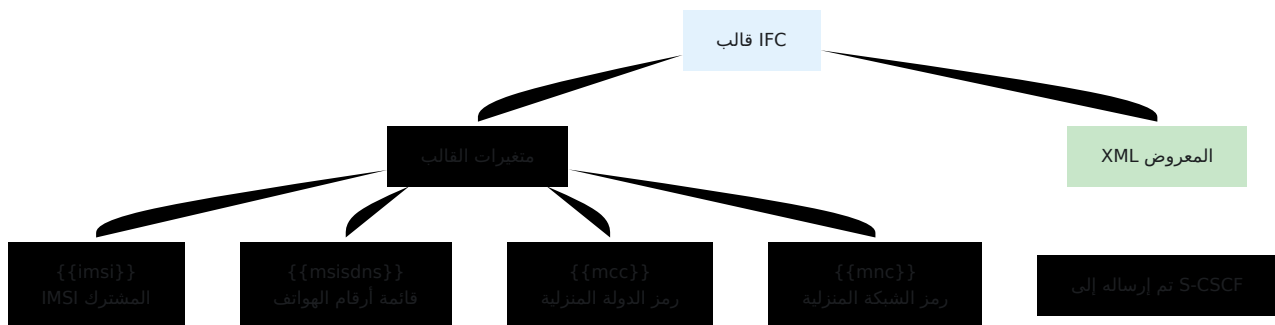 قالب IFC
متغيرات القالب
XML المعروض
{{imsi}}
IMSI المشترك
{{msisdns}}
قائمة أرقام الهواتف
{{mcc}}
رمز الدولة المنزلية
{{mnc}}
رمز الشبكة المنزلية
تم إرساله إلى S-CSCF